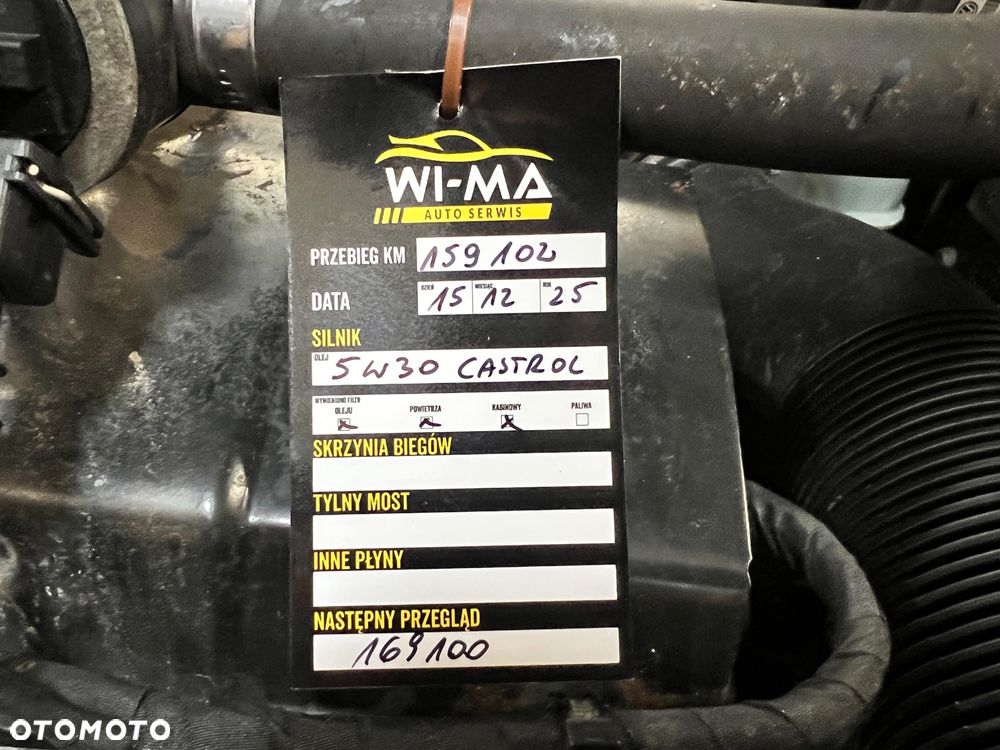 WI-MA
AUTO SERWIS
PRZEBIEG KM 159 102
DZIEŃ MIESIĄC ROK
DATA 15 12 25
SILNIK
OLEJ
5W30 CASTROL
WYMIENIONO FILTR
OLEJU POWIETRZA KABINOWY PALIWA
SKRZYNIA BIEGÓW
TYLNY MOST
INNE PŁYNY
NASTĘPNY PRZEGLĄD
169100
OTOMOTO